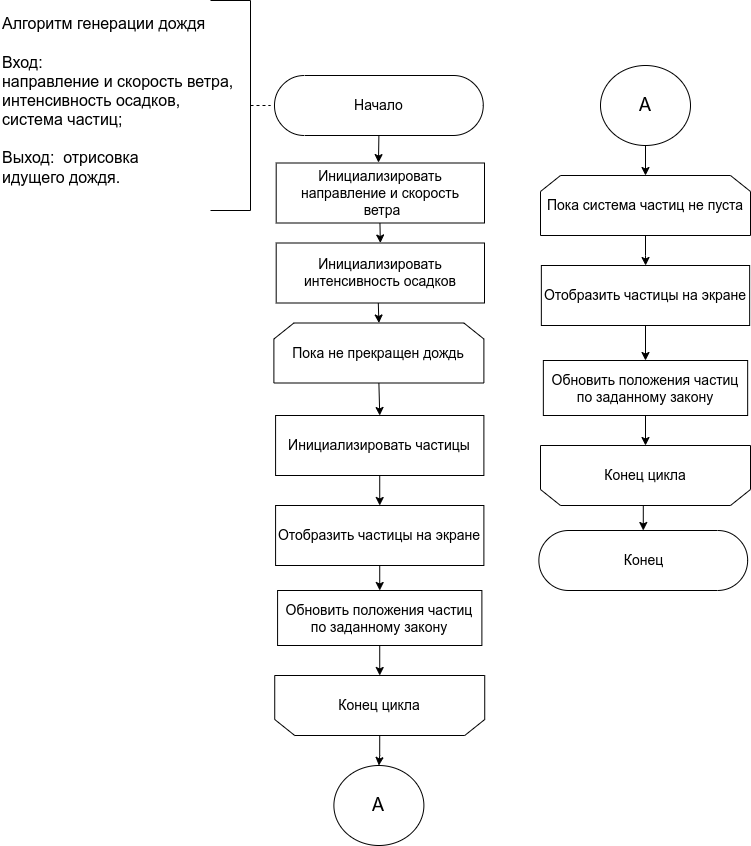 Алгоритм генерации дождя
Вход:
направление и скорость ветра,
интенсивность осадков,
система частиц;
Выход: отрисовка
идущего дождя.
Начало
Инициализировать
направление и скорость
ветра
Инициализировать
интенсивность осадков
Пока не прекращен дождь
Инициализировать частицы
Отобразить частицы на экране
Обновить положения частиц
по заданному закону
Конец цикла
А
А
Пока система частиц не пуста
Отобразить частицы на экране
Обновить положения частиц
по заданному закону
Конец цикла
Конец